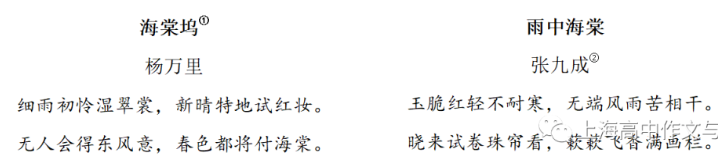 海棠坞①
杨万里
细雨初怜湿翠裳，新晴特地试红妆。
无人会得东风意，春色都将付海棠。
雨中海棠
张九成②
玉脆红轻不耐寒，无端风雨苦相干。
晓来试卷珠帘看，簌簌飞香满画栏。
上海高中作文与